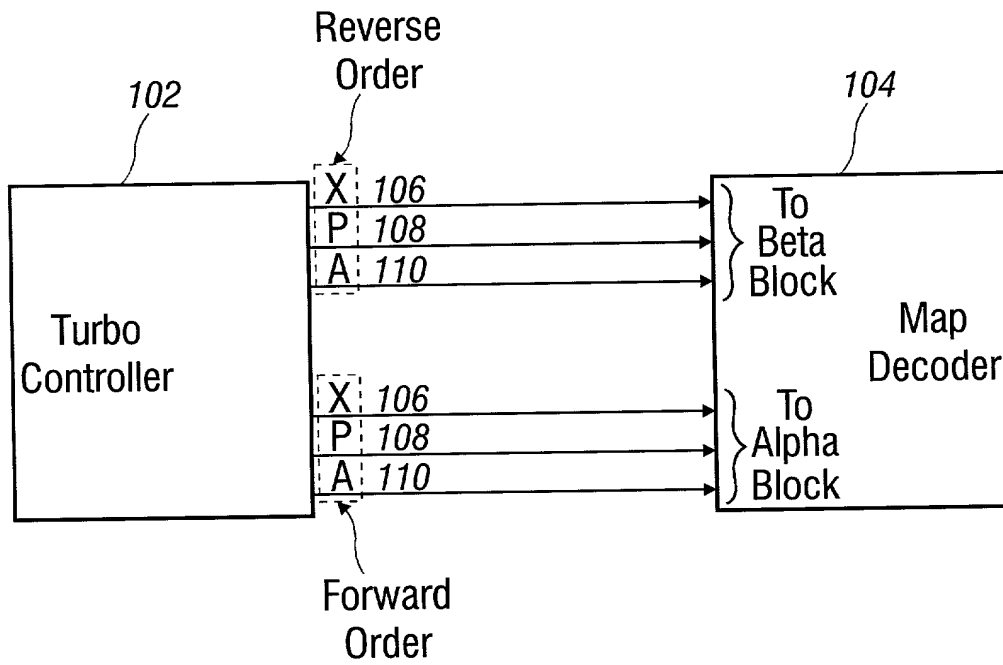 Reverse
Order
102
104
X 106
P 108
A 110
To
Beta
Block
Turbo
Controller
Map
Decoder
X 106
P 108
A 110
To
Alpha
Block
Forward
Order